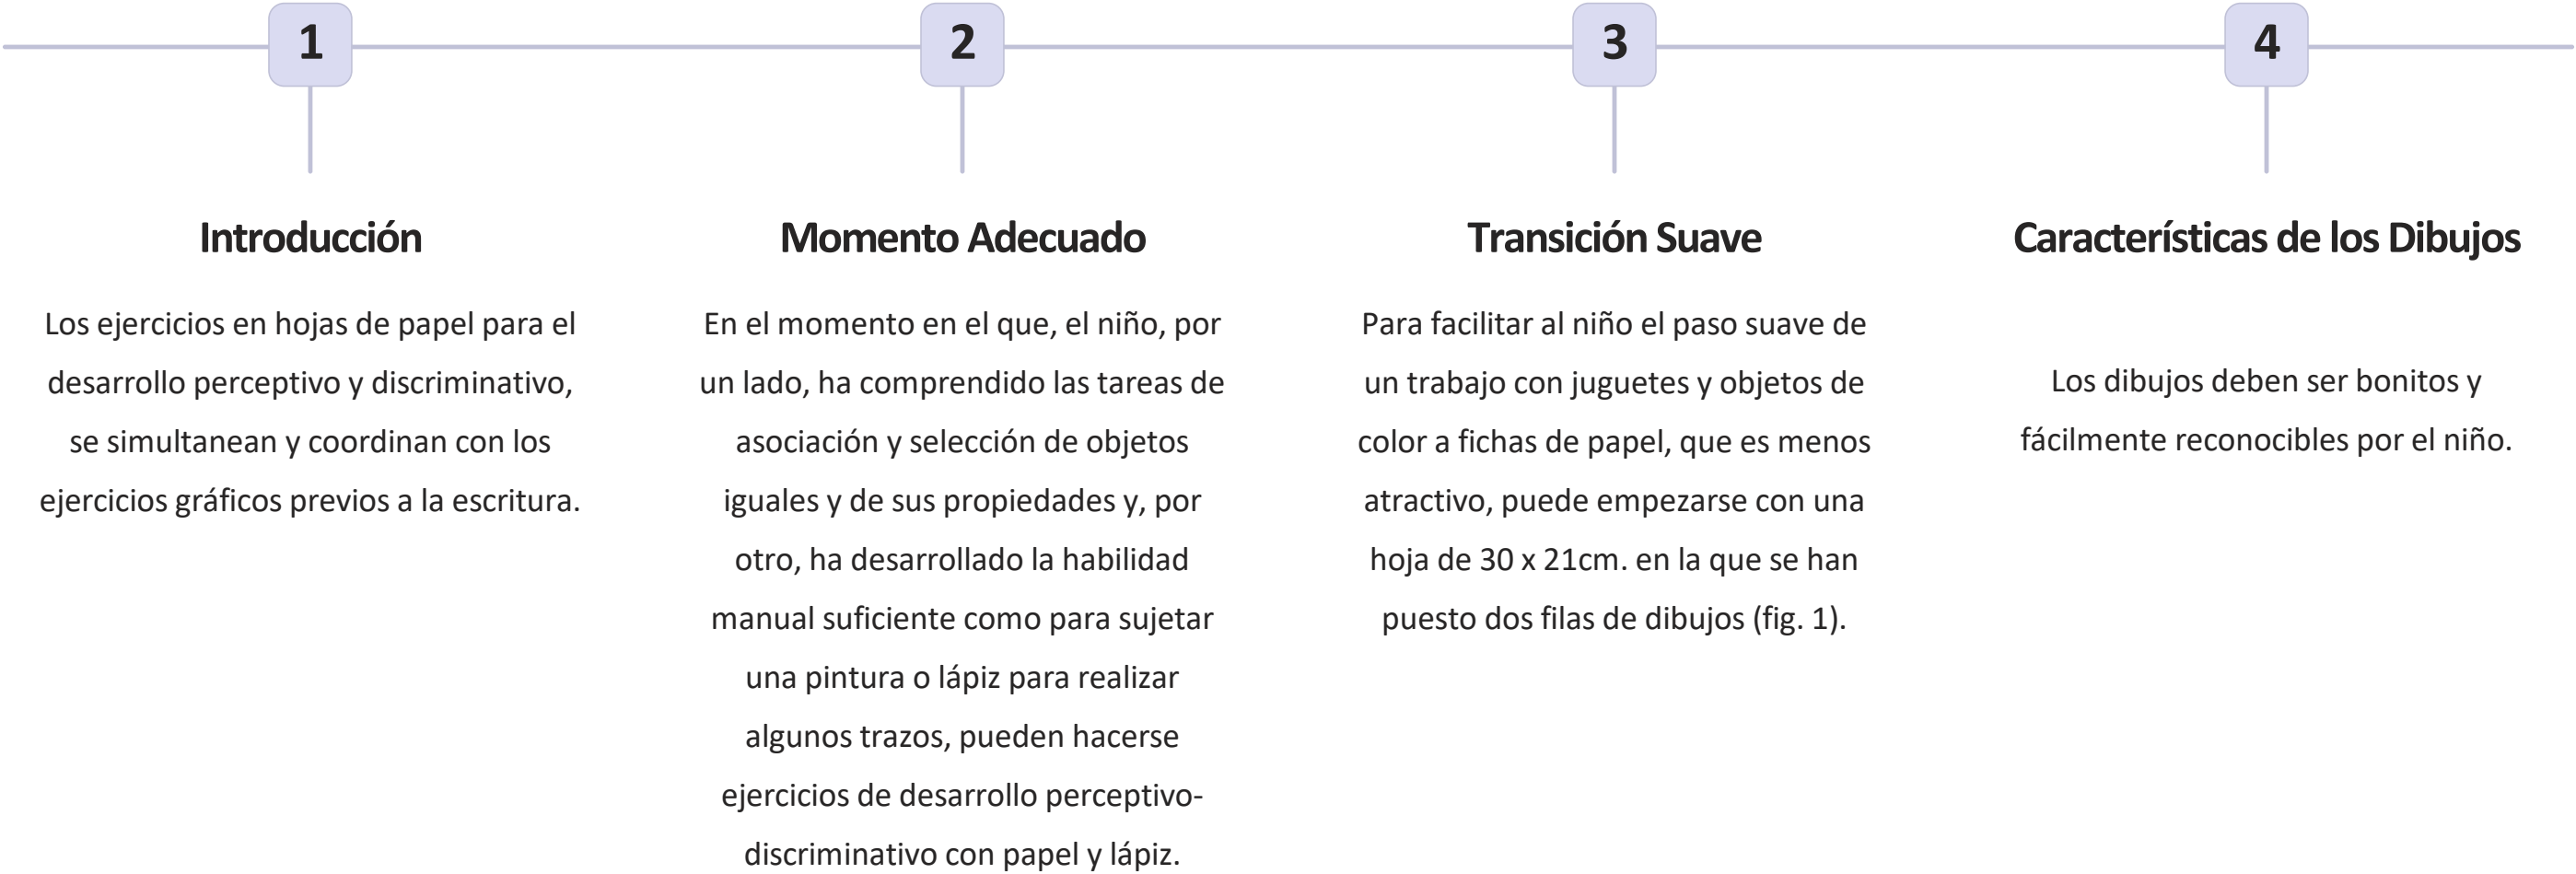 1
Introducción
Los ejercicios en hojas de papel para el
desarrollo perceptivo y discriminativo,
se simultanean y coordinan con los
ejercicios gráficos previos a la escritura.
2
Momento Adecuado
En el momento en el que, el niño, por
un lado, ha comprendido las tareas de
asociación y selección de objetos
iguales y de sus propiedades y, por
otro, ha desarrollado la habilidad
manual suficiente como para sujetar
una pintura o lápiz para realizar
algunos trazos, pueden hacerse
ejercicios de desarrollo perceptivo-
discriminativo con papel y lápiz.
3
Transición Suave
Para facilitar al niño el paso suave de
un trabajo con juguetes y objetos de
color a fichas de papel, que es menos
atractivo, puede empezarse con una
hoja de 30 x 21cm. en la que se han
puesto dos filas de dibujos (fig. 1).
4
Características de los Dibujos
Los dibujos deben ser bonitos y
fácilmente reconocibles por el niño.